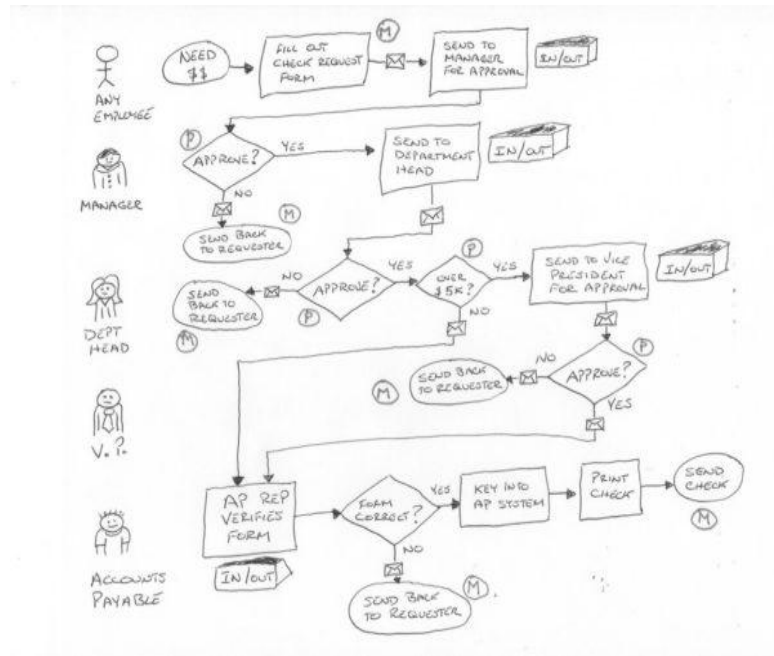 NEED
$$
FILL OUT
CHECK REQUEST
FORM
M
SEND TO
MANAGER
FOR APPROVAL
IN/OUT
ANY
EMPLOYEE
P
APPROVE?
YES
SEND TO
DEPARTMENT
HEAD
IN/OUT
MANAGER
NO
M
SEND BACK
TO REQUESTER
NO
SEND
BACK TO
REQUESTER
M
APPROVE?
P
YES
OVER
$5K?
P
YES
NO
SEND TO VICE
PRESIDENT
FOR APPROVAL
IN/OUT
DEPT
HEAD
SEND BACK
TO REQUESTER
M
NO
APPROVE?
P
YES
V.P.
AP REP
VERIFIES
FORM
IN/OUT
FORM
CORRECT?
YES
KEY INTO
AP SYSTEM
PRINT
CHECK
SEND
CHECK
M
NO
ACCOUNTS
PAYABLE
SEND BACK
TO REQUESTER
M